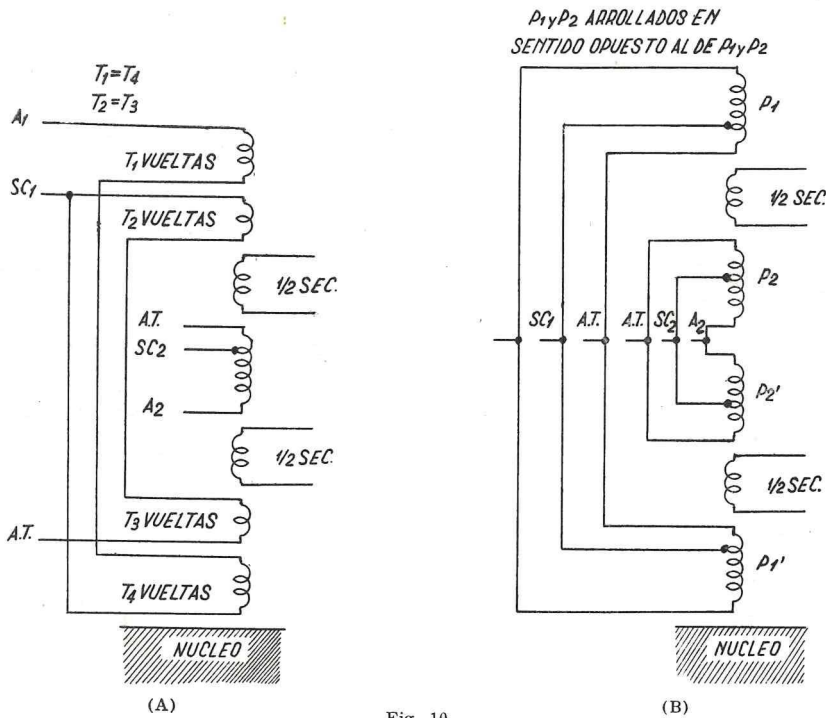 T1=T4
T2=T3
A1
T1 VUELTAS
SC1
T2 VUELTAS
1/2 SEC.
A.T.
SC2
A2
1/2 SEC.
T3 VUELTAS
A.T.
T4 VUELTAS
NUCLEO
(A)
P1 y P2 ARROLLADOS EN
SENTIDO OPUESTO AL DE P1 y P2
P1
1/2 SEC.
P2
SC1 A.T. A.T. SC2 A2
P2'
1/2 SEC.
P1'
NUCLEO
(B)
Fig. 10